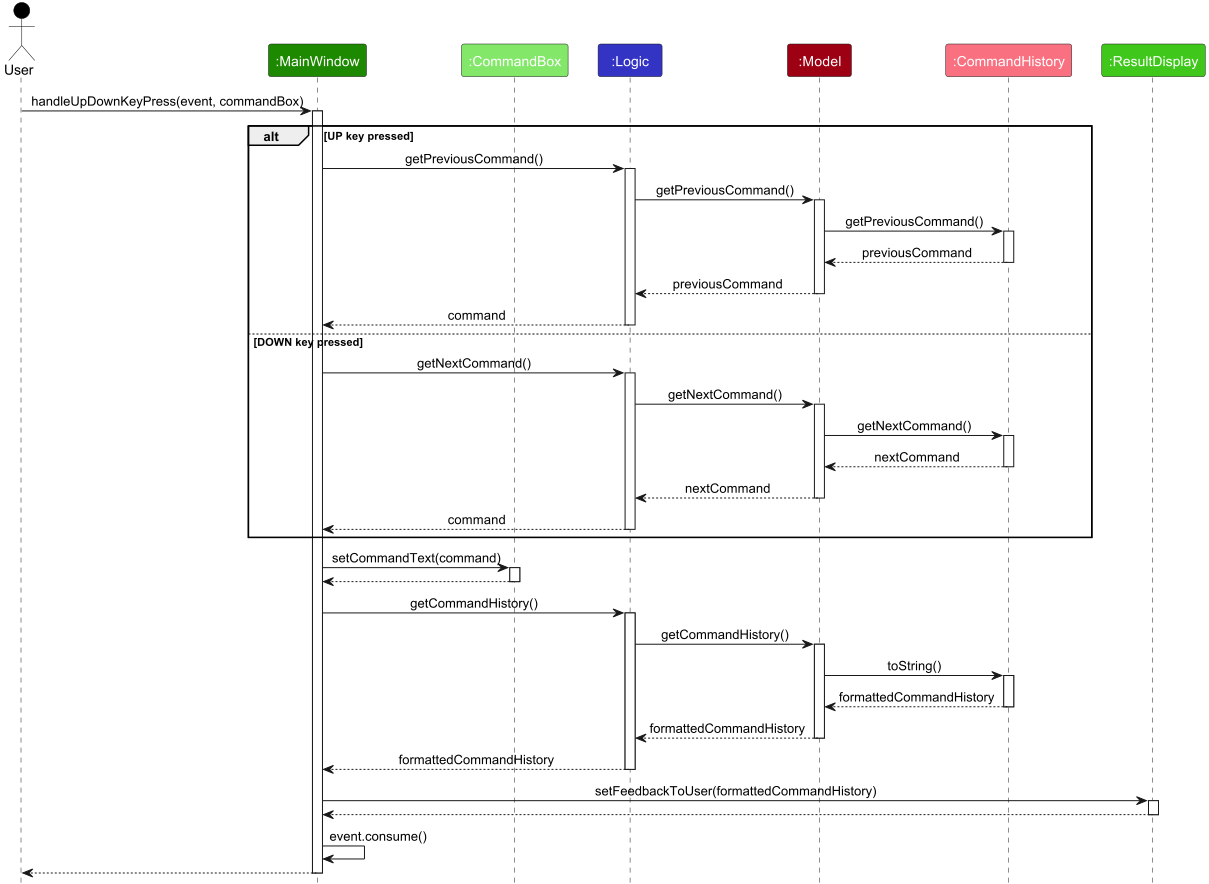 User
:MainWindow
:CommandBox
:Logic
:Model
:CommandHistory
:ResultDisplay
handleUpDownKeyPress(event, commandBox)
alt
[UP key pressed]
getPreviousCommand()
getPreviousCommand()
getPreviousCommand()
previousCommand
previousCommand
command
[DOWN key pressed]
getNextCommand()
getNextCommand()
getNextCommand()
nextCommand
nextCommand
command
setCommandText(command)
getCommandHistory()
getCommandHistory()
toString()
formattedCommandHistory
formattedCommandHistory
formattedCommandHistory
setFeedbackToUser(formattedCommandHistory)
event.consume()